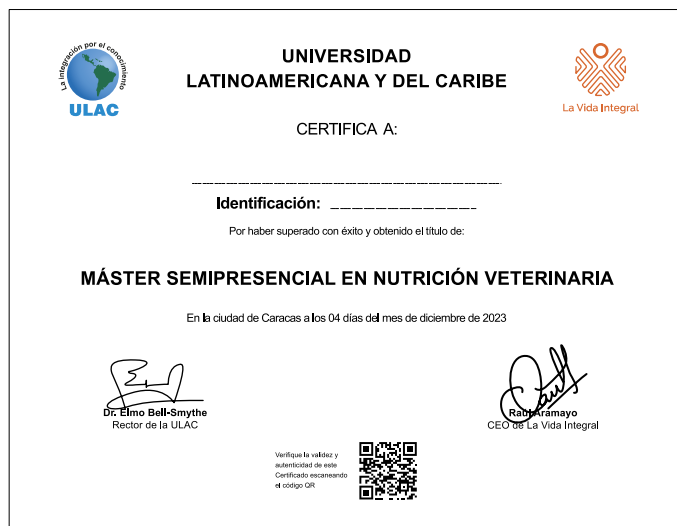 La integración por el conocimiento
ULAC
UNIVERSIDAD
LATINOAMERICANA Y DEL CARIBE
La Vida Integral
CERTIFICA A:
Identificación:
Por haber superado con éxito y obtenido el título de:
MÁSTER SEMIPRESENCIAL EN NUTRICIÓN VETERINARIA
En la ciudad de Caracas a los 04 días del mes de diciembre de 2023
Dr. Elmo Bell-Smythe
Rector de la ULAC
Raúl Aramayo
CEO de La Vida Integral
Verifique la validez y
autenticidad de este
Certificado escaneando
el código QR